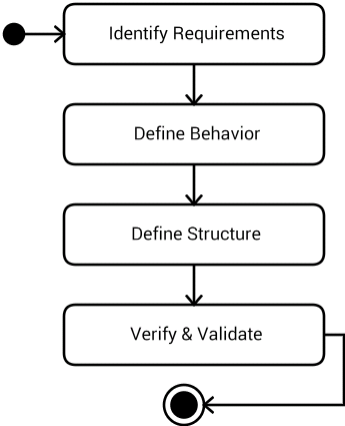 Identify Requirements
Define Behavior
Define Structure
Verify & Validate